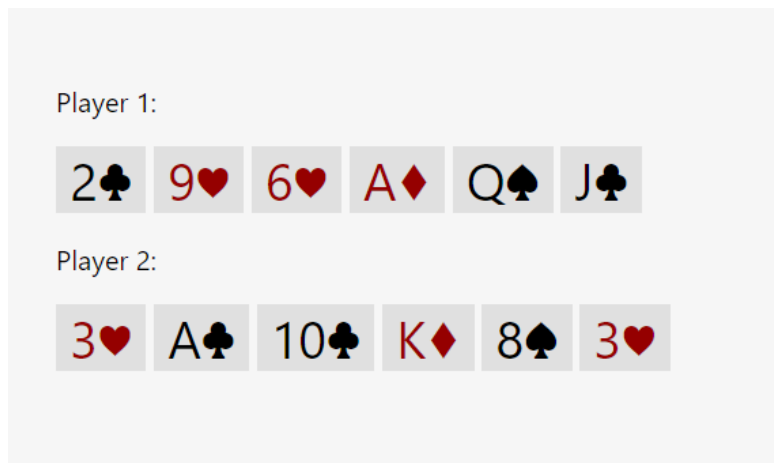 Player 1:
2♣ 9♥ 6♥ A♦ Q♠ J♣
Player 2:
3♥ A♣ 10♣ K♦ 8♠ 3♥